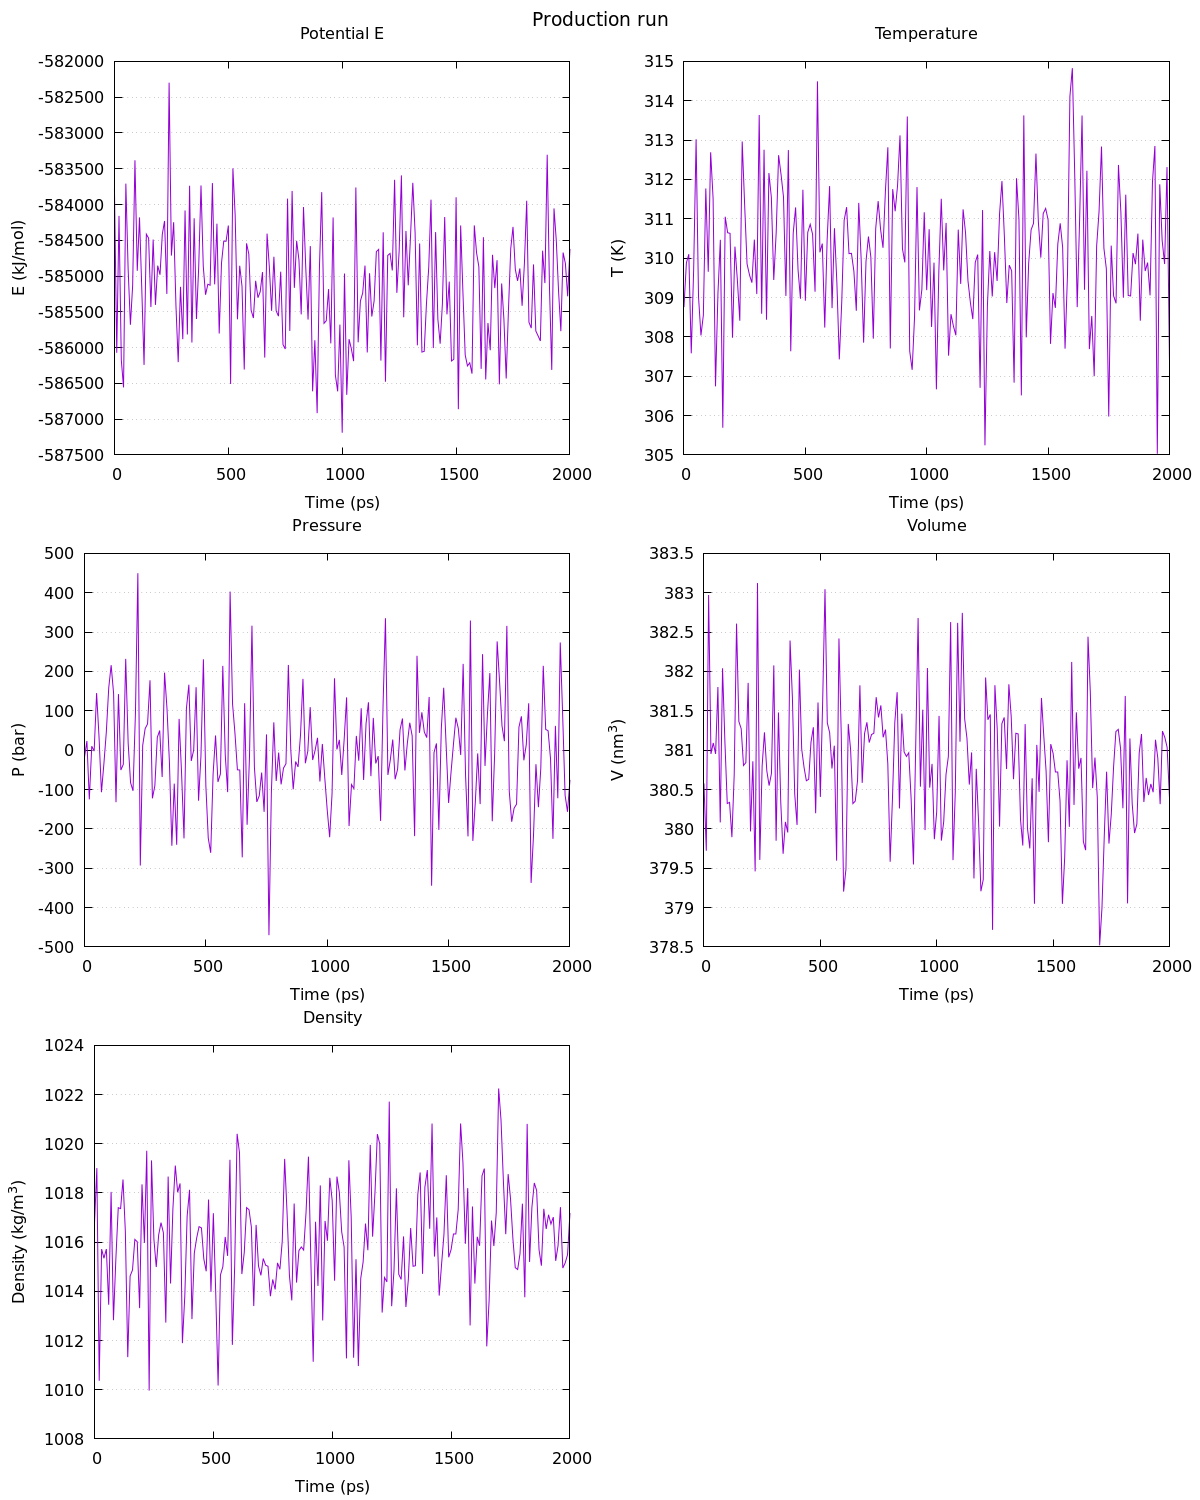 Production run
Potential E
E (kJ/mol)
-582000
-582500
-583000
-583500
-584000
-584500
-585000
-585500
-586000
-586500
-587000
-587500
0 500 1000 1500 2000
Time (ps)
Temperature
T (K)
315
314
313
312
311
310
309
308
307
306
305
0 500 1000 1500 2000
Time (ps)
Pressure
P (bar)
500
400
300
200
100
0
-100
-200
-300
-400
-500
0 500 1000 1500 2000
Time (ps)
Volume
V (nm³)
383.5
383
382.5
382
381.5
381
380.5
380
379.5
379
378.5
0 500 1000 1500 2000
Time (ps)
Density
Density (kg/m³)
1024
1022
1020
1018
1016
1014
1012
1010
1008
0 500 1000 1500 2000
Time (ps)